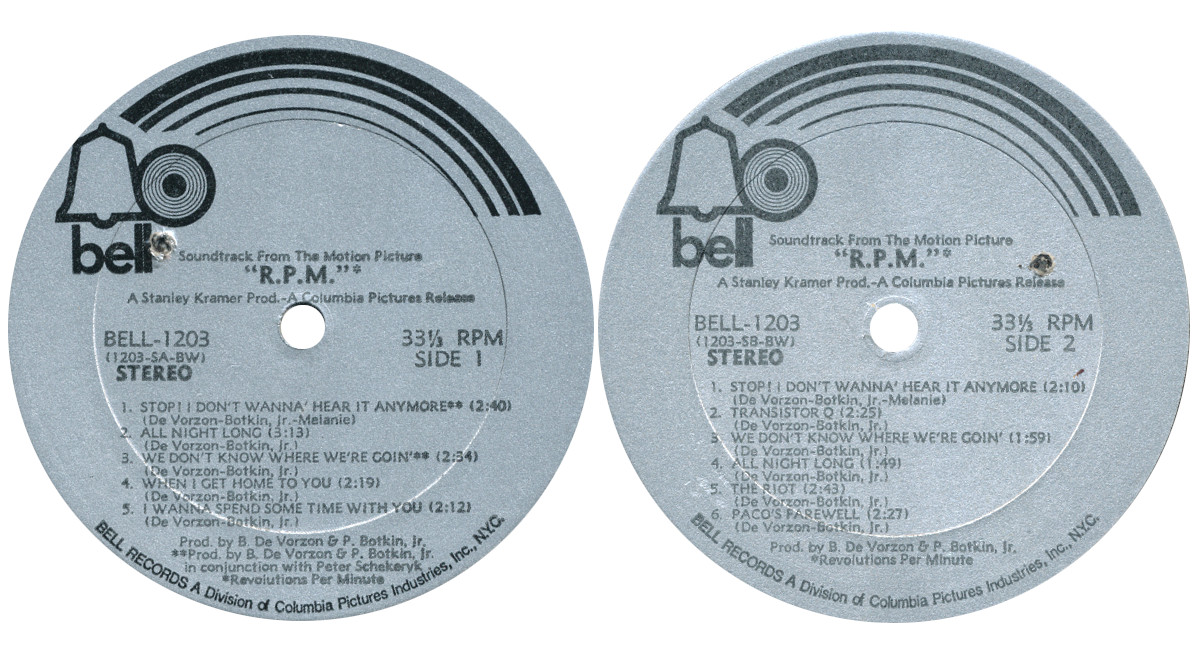 bell
Soundtrack From The Motion Picture
"R.P.M."*
A Stanley Kramer Prod.-A Columbia Pictures Release
BELL-1203
(1203-SA-BW)
STEREO
33⅓ RPM
SIDE 1
1. STOP! I DON'T WANNA' HEAR IT ANYMORE** (2:40)
(De Vorzon-Botkin, Jr.-Melanie)
2. ALL NIGHT LONG (3:13)
(De Vorzon-Botkin, Jr.)
3. WE DON'T KNOW WHERE WE'RE GOIN'** (2:34)
(De Vorzon-Botkin, Jr.)
4. WHEN I GET HOME TO YOU (2:19)
(De Vorzon-Botkin, Jr.)
5. I WANNA SPEND SOME TIME WITH YOU (2:12)
(De Vorzon-Botkin, Jr.)
Prod. by B. De Vorzon & P. Botkin, Jr.
**Prod. by B. De Vorzon & P. Botkin, Jr.
in conjunction with Peter Schekeryk
*Revolutions Per Minute
BELL RECORDS A Division of Columbia Pictures Industries, Inc., N.Y.C.
bell
Soundtrack From The Motion Picture
"R.P.M."*
A Stanley Kramer Prod.-A Columbia Pictures Release
BELL-1203
(1203-SB-BW)
STEREO
33⅓ RPM
SIDE 2
1. STOP! I DON'T WANNA' HEAR IT ANYMORE (2:10)
(De Vorzon-Botkin, Jr.-Melanie)
2. TRANSISTOR Q (2:25)
(De Vorzon-Botkin, Jr.)
3. WE DON'T KNOW WHERE WE'RE GOIN' (1:59)
(De Vorzon-Botkin, Jr.)
4. ALL NIGHT LONG (1:49)
(De Vorzon-Botkin, Jr.)
5. THE RIOT (2:43)
(De Vorzon-Botkin, Jr.)
6. PACO'S FAREWELL (2:27)
(De Vorzon-Botkin, Jr.)
Prod. by B. De Vorzon & P. Botkin, Jr.
*Revolutions Per Minute
BELL RECORDS A Division of Columbia Pictures Industries, Inc., N.Y.C.